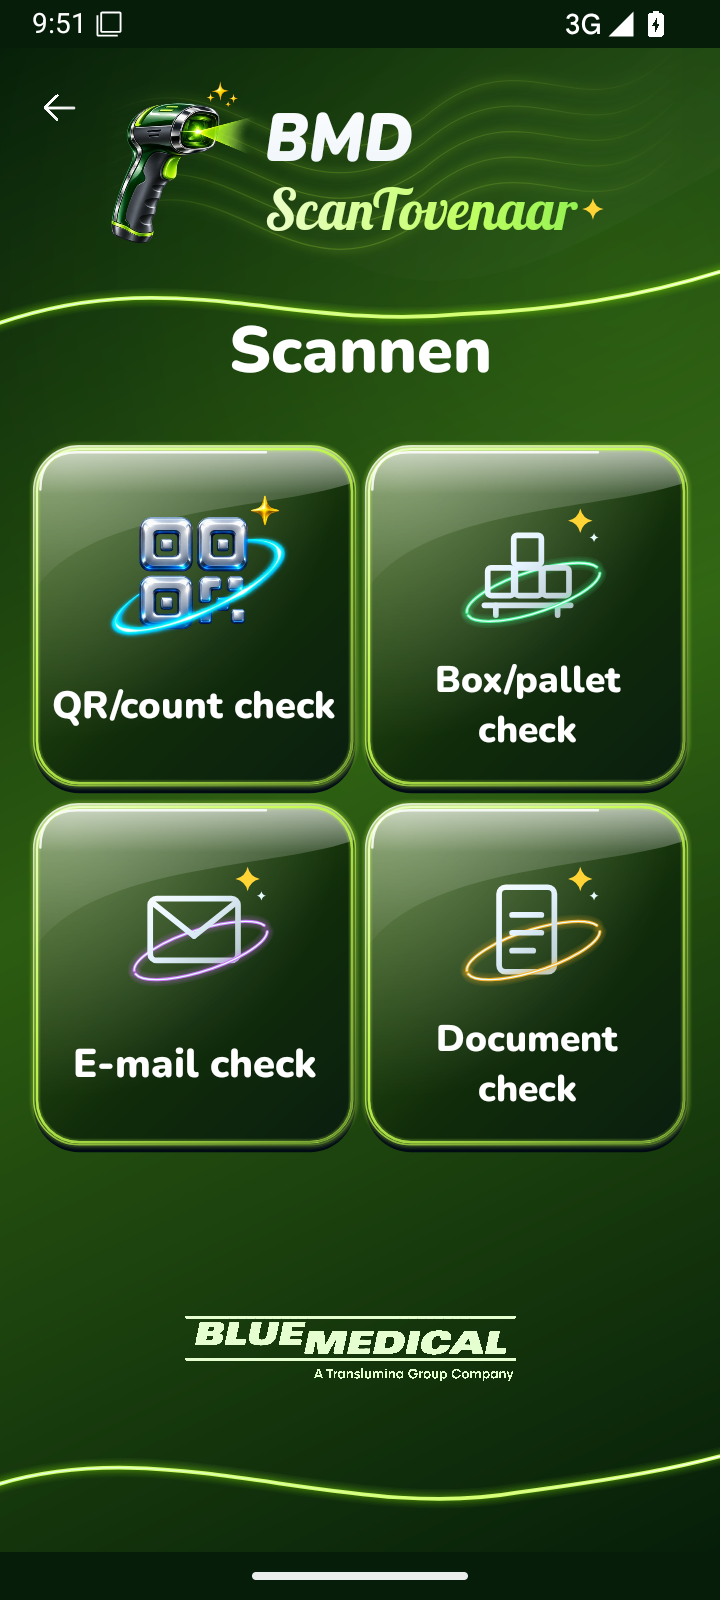 9:51
3G
BMD
ScanTovenaar
Scannen
QR/count check
Box/pallet
check
E-mail check
Document
check
BLUEMEDICAL
A Translumina Group Company